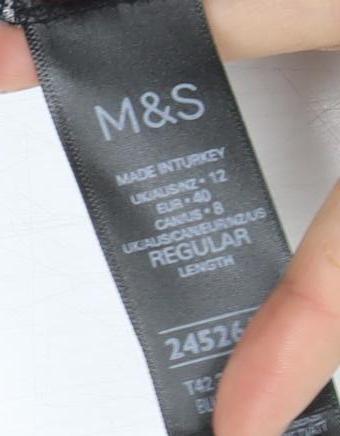 M&S
MADE IN TURKEY
UK/AUS/NZ • 12
EUR • 40
CAN/US • 8
UK/AUS/CAN/EUR/NZ/US
REGULAR
LENGTH
24526
T42